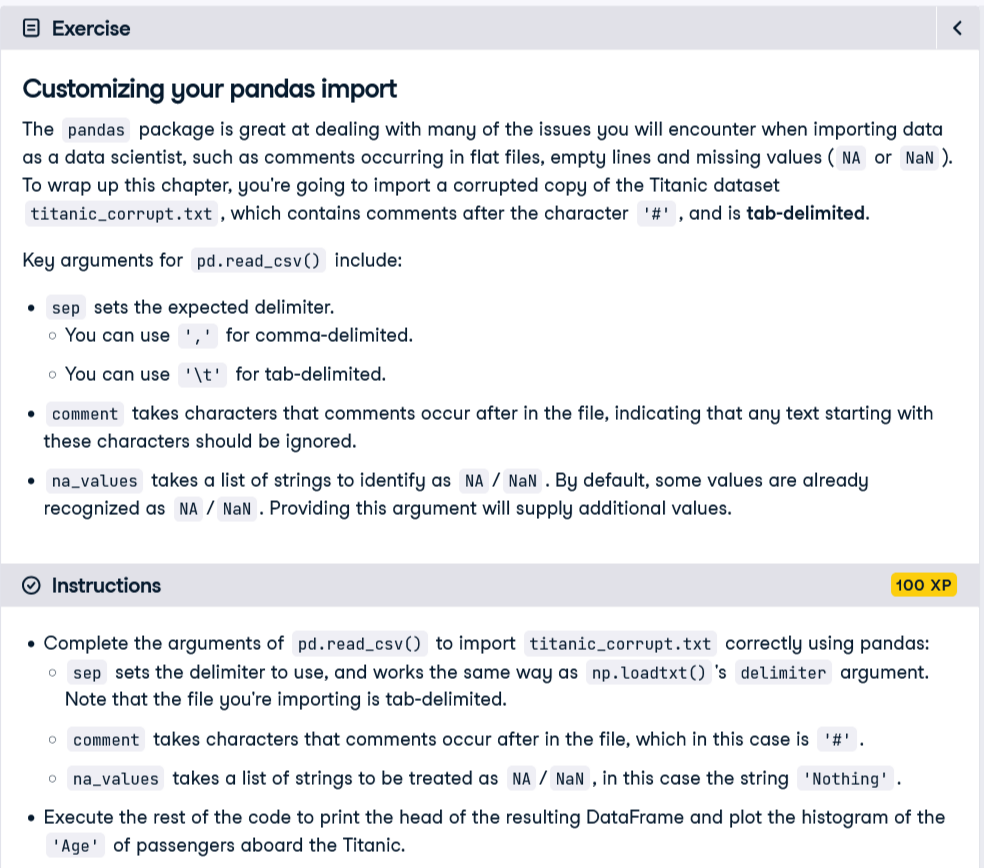 Exercise
Customizing your pandas import
The pandas package is great at dealing with many of the issues you will encounter when importing data
as a data scientist, such as comments occurring in flat files, empty lines and missing values ( NA or NaN ).
To wrap up this chapter, you're going to import a corrupted copy of the Titanic dataset
titanic_corrupt.txt , which contains comments after the character '#' , and is tab-delimited.
Key arguments for pd.read_csv() include:
• sep sets the expected delimiter.
○ You can use ',' for comma-delimited.
○ You can use '\t' for tab-delimited.
• comment takes characters that comments occur after in the file, indicating that any text starting with
these characters should be ignored.
• na_values takes a list of strings to identify as NA / NaN . By default, some values are already
recognized as NA / NaN . Providing this argument will supply additional values.
Instructions 100 XP
• Complete the arguments of pd.read_csv() to import titanic_corrupt.txt correctly using pandas:
○ sep sets the delimiter to use, and works the same way as np.loadtxt() 's delimiter argument.
Note that the file you're importing is tab-delimited.
○ comment takes characters that comments occur after in the file, which in this case is '#' .
○ na_values takes a list of strings to be treated as NA / NaN , in this case the string 'Nothing' .
• Execute the rest of the code to print the head of the resulting DataFrame and plot the histogram of the
'Age' of passengers aboard the Titanic.